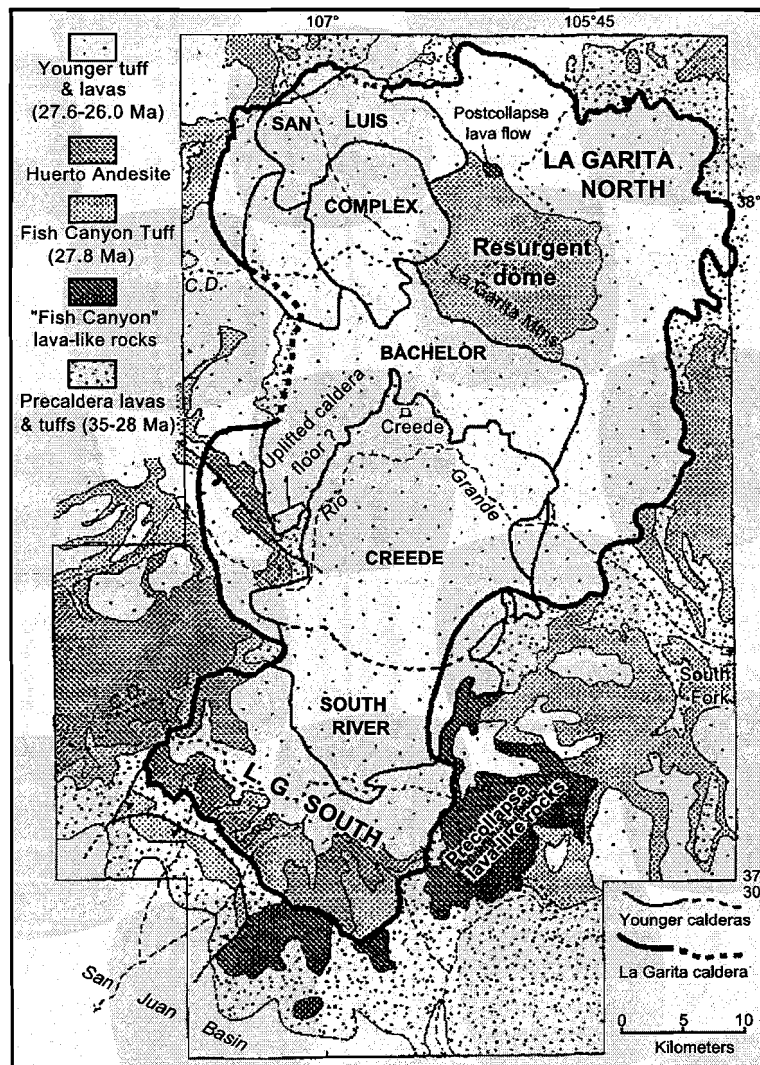 107°
105°45
Younger tuff
& lavas
(27.6-26.0 Ma)
Huerto Andesite
Fish Canyon Tuff
(27.8 Ma)
"Fish Canyon"
lava-like rocks
Precaldera lavas
& tuffs (35-28 Ma)
SAN LUIS
COMPLEX
Postcollapse
lava flow
LA GARITA
NORTH
38°
Resurgent
dome
La Garita Mtns
C.D.
BACHELOR
Uplifted caldera
floor ?
Creede
Rio Grande
CREEDE
C.D.
South
Fork
SOUTH
RIVER
L. G. SOUTH
Precollapse
lava-like rocks
37
30
Younger calderas
La Garita caldera
San Juan Basin
0 5 10
Kilometers